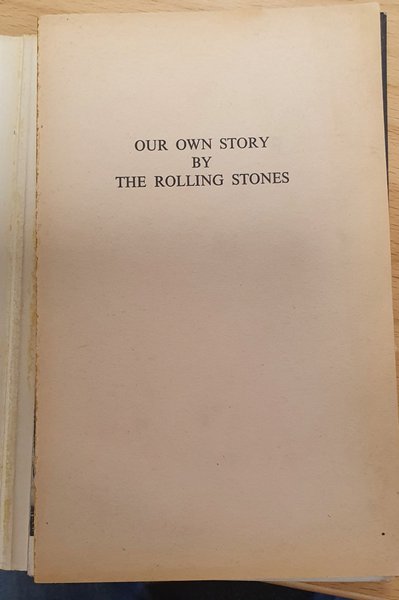 OUR OWN STORY
BY
THE ROLLING STONES